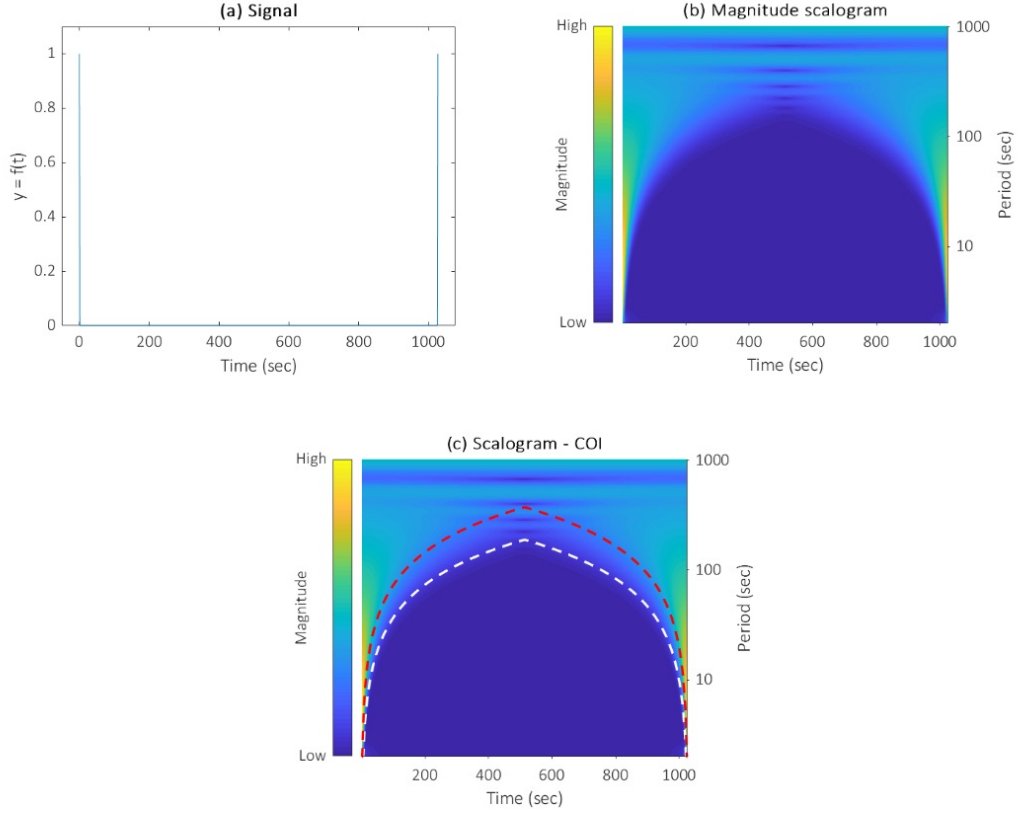 (a) Signal
1
0.8
0.6
0.4
0.2
0
y = f(t)
0 200 400 600 800 1000
Time (sec)
(b) Magnitude scalogram
High
Low
Magnitude
1000
100
10
Period (sec)
200 400 600 800 1000
Time (sec)
(c) Scalogram - COI
High
Low
Magnitude
1000
100
10
Period (sec)
200 400 600 800 1000
Time (sec)